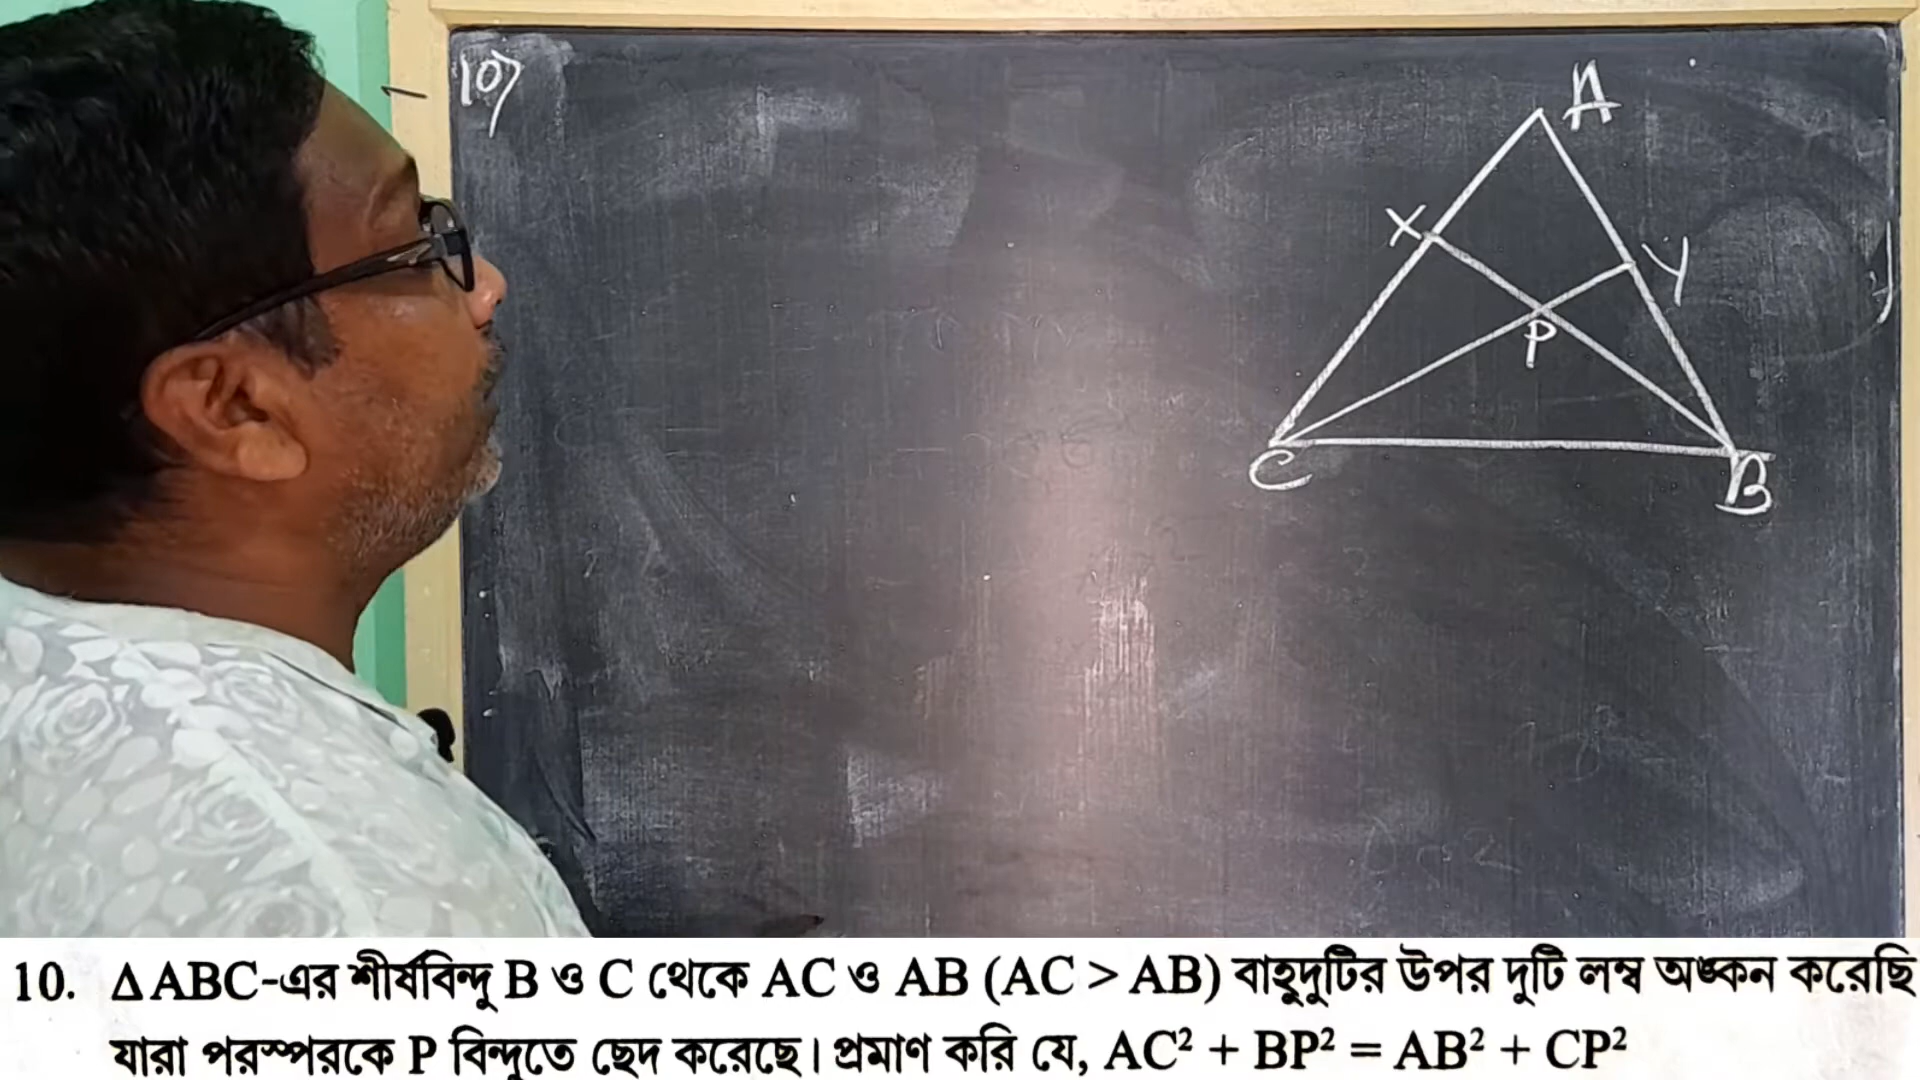 10)
A
X
Y
P
C
B
10. Δ ABC-এর শীর্ষবিন্দু B ও C থেকে AC ও AB (AC > AB) বাহুদুটির উপর দুটি লম্ব অঙ্কন করেছি
যারা পরস্পরকে P বিন্দুতে ছেদ করেছে। প্রমাণ করি যে, AC² + BP² = AB² + CP²